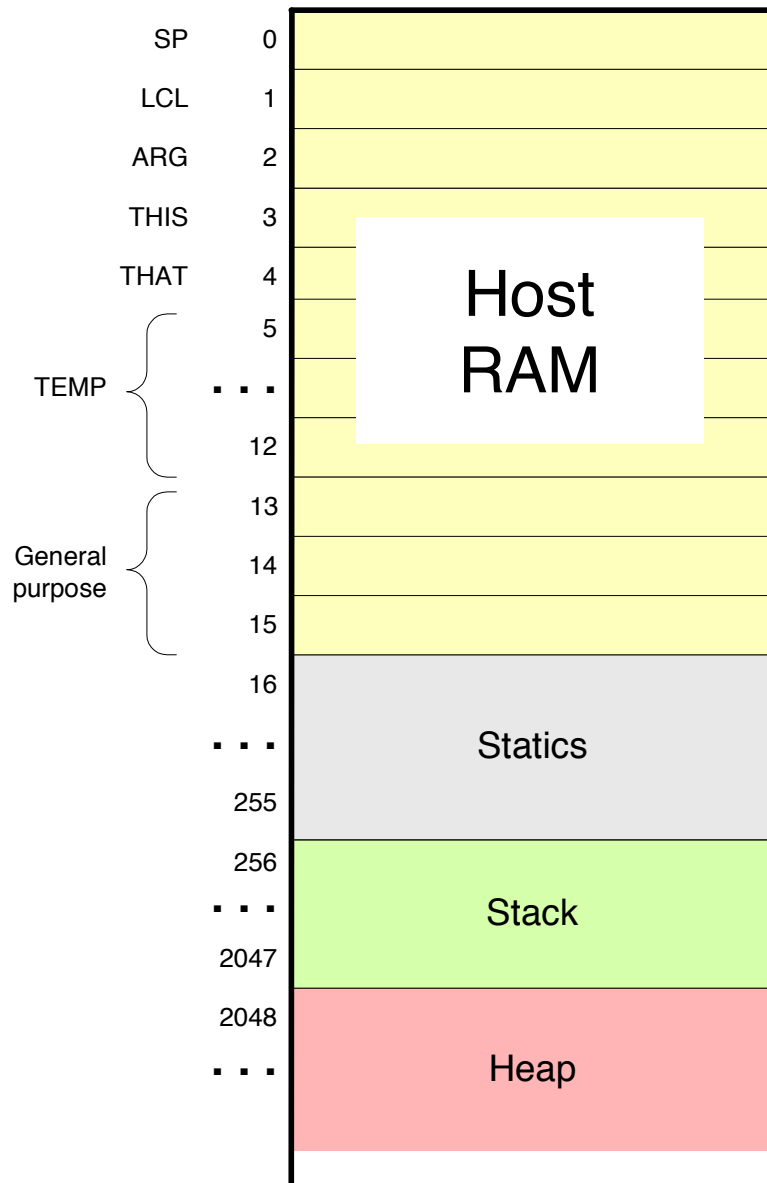 SP 0
LCL 1
ARG 2
THIS 3
THAT 4
Host
RAM
5
TEMP ...
12
13
General
purpose
14
15
16
... Statics
255
256
... Stack
2047
2048
... Heap